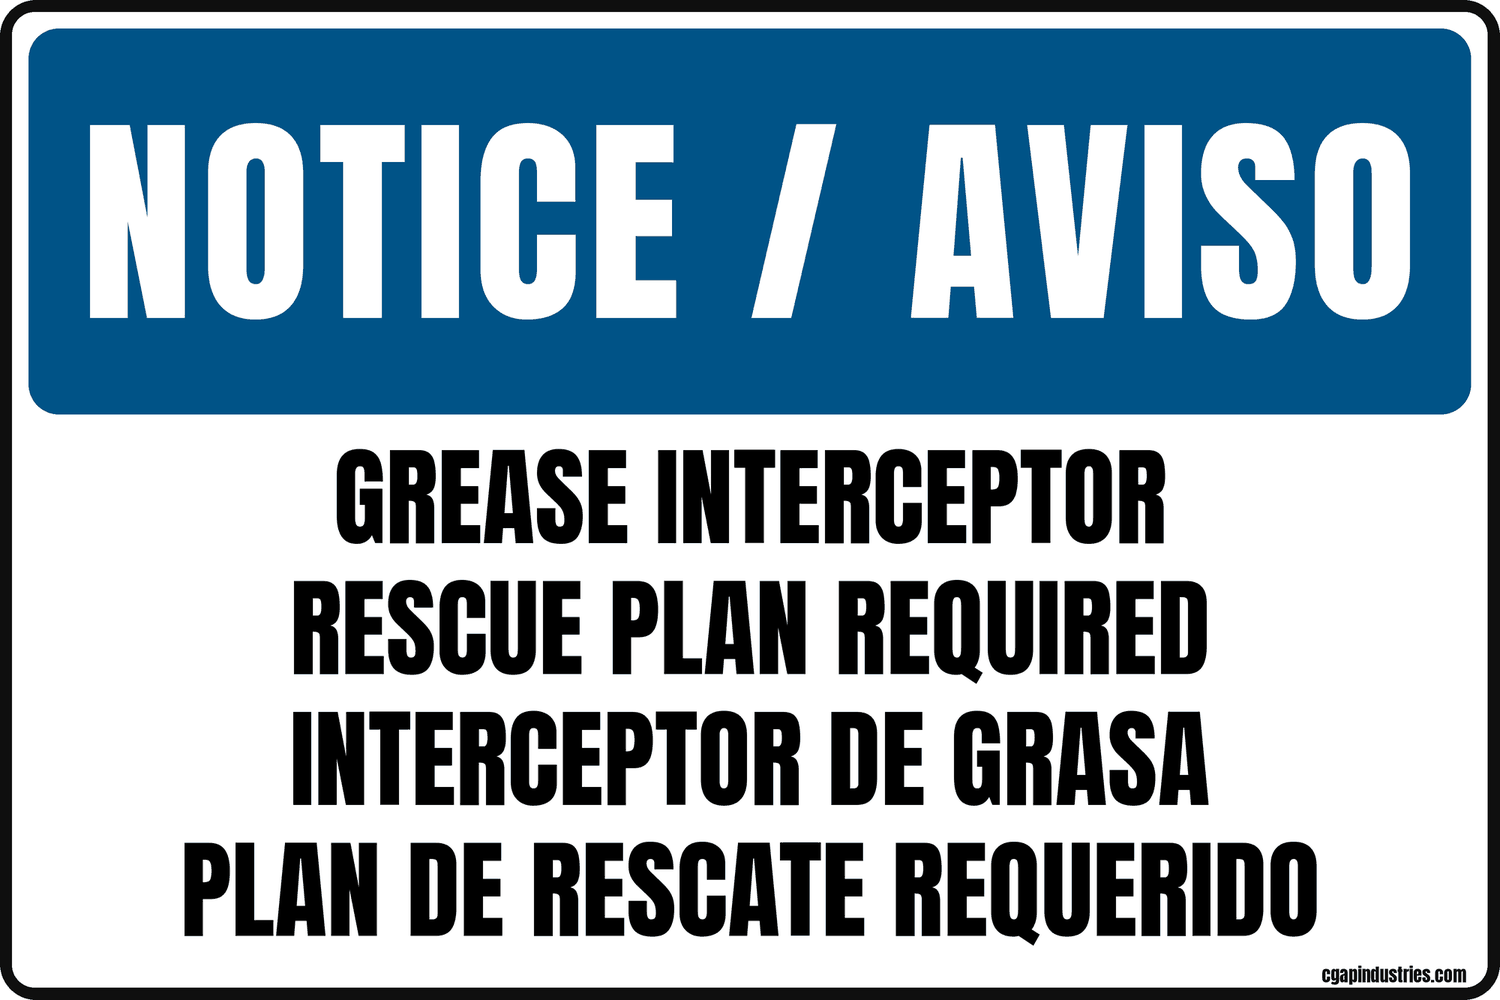 NOTICE / AVISO
GREASE INTERCEPTOR
RESCUE PLAN REQUIRED
INTERCEPTOR DE GRASA
PLAN DE RESCATE REQUERIDO
cgapindustries.com